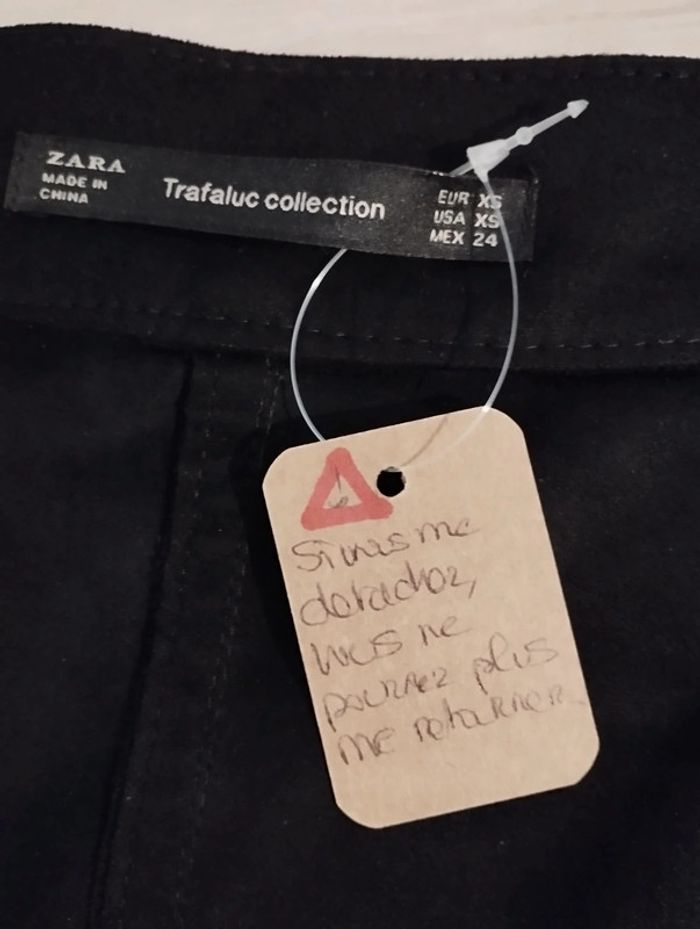 ZARA
MADE IN
CHINA
Trafaluc collection
EUR XS
USA XS
MEX 24
!
Si vous me
detachez,
vous ne
pourrez plus
me retourner.